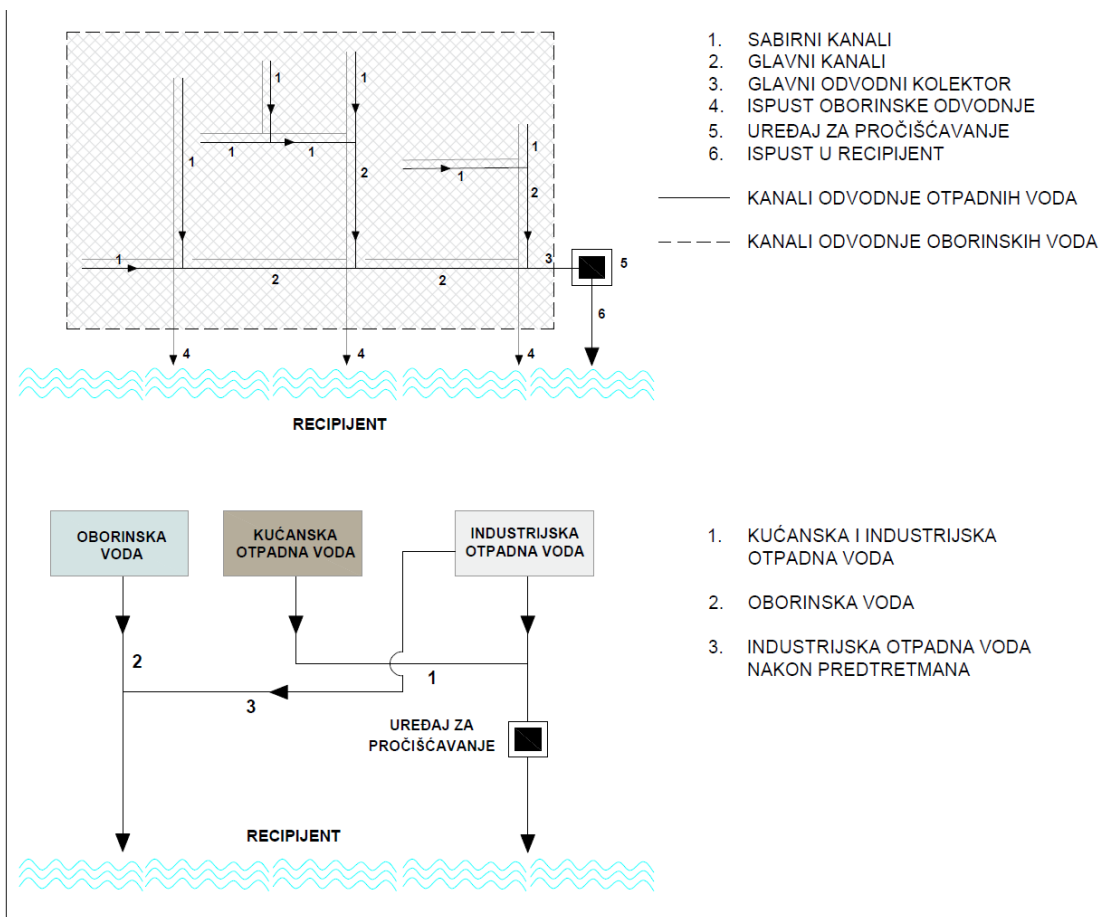 1. SABIRNI KANALI
2. GLAVNI KANALI
3. GLAVNI ODVODNI KOLEKTOR
4. ISPUST OBORINSKE ODVODNJE
5. UREĐAJ ZA PROČIŠĆAVANJE
6. ISPUST U RECIPIJENT
KANALI ODVODNJE OTPADNIH VODA
KANALI ODVODNJE OBORINSKIH VODA
1
1
1
1
1
1
1
1
2
2
1
2
2
3
5
6
4
4
4
RECIPIJENT
OBORINSKA
VODA
KUĆANSKA
OTPADNA VODA
INDUSTRIJSKA
OTPADNA VODA
2
1
3
UREĐAJ ZA
PROČIŠĆAVANJE
RECIPIJENT
1. KUĆANSKA I INDUSTRIJSKA
OTPADNA VODA
2. OBORINSKA VODA
3. INDUSTRIJSKA OTPADNA VODA
NAKON PREDTRETMANA